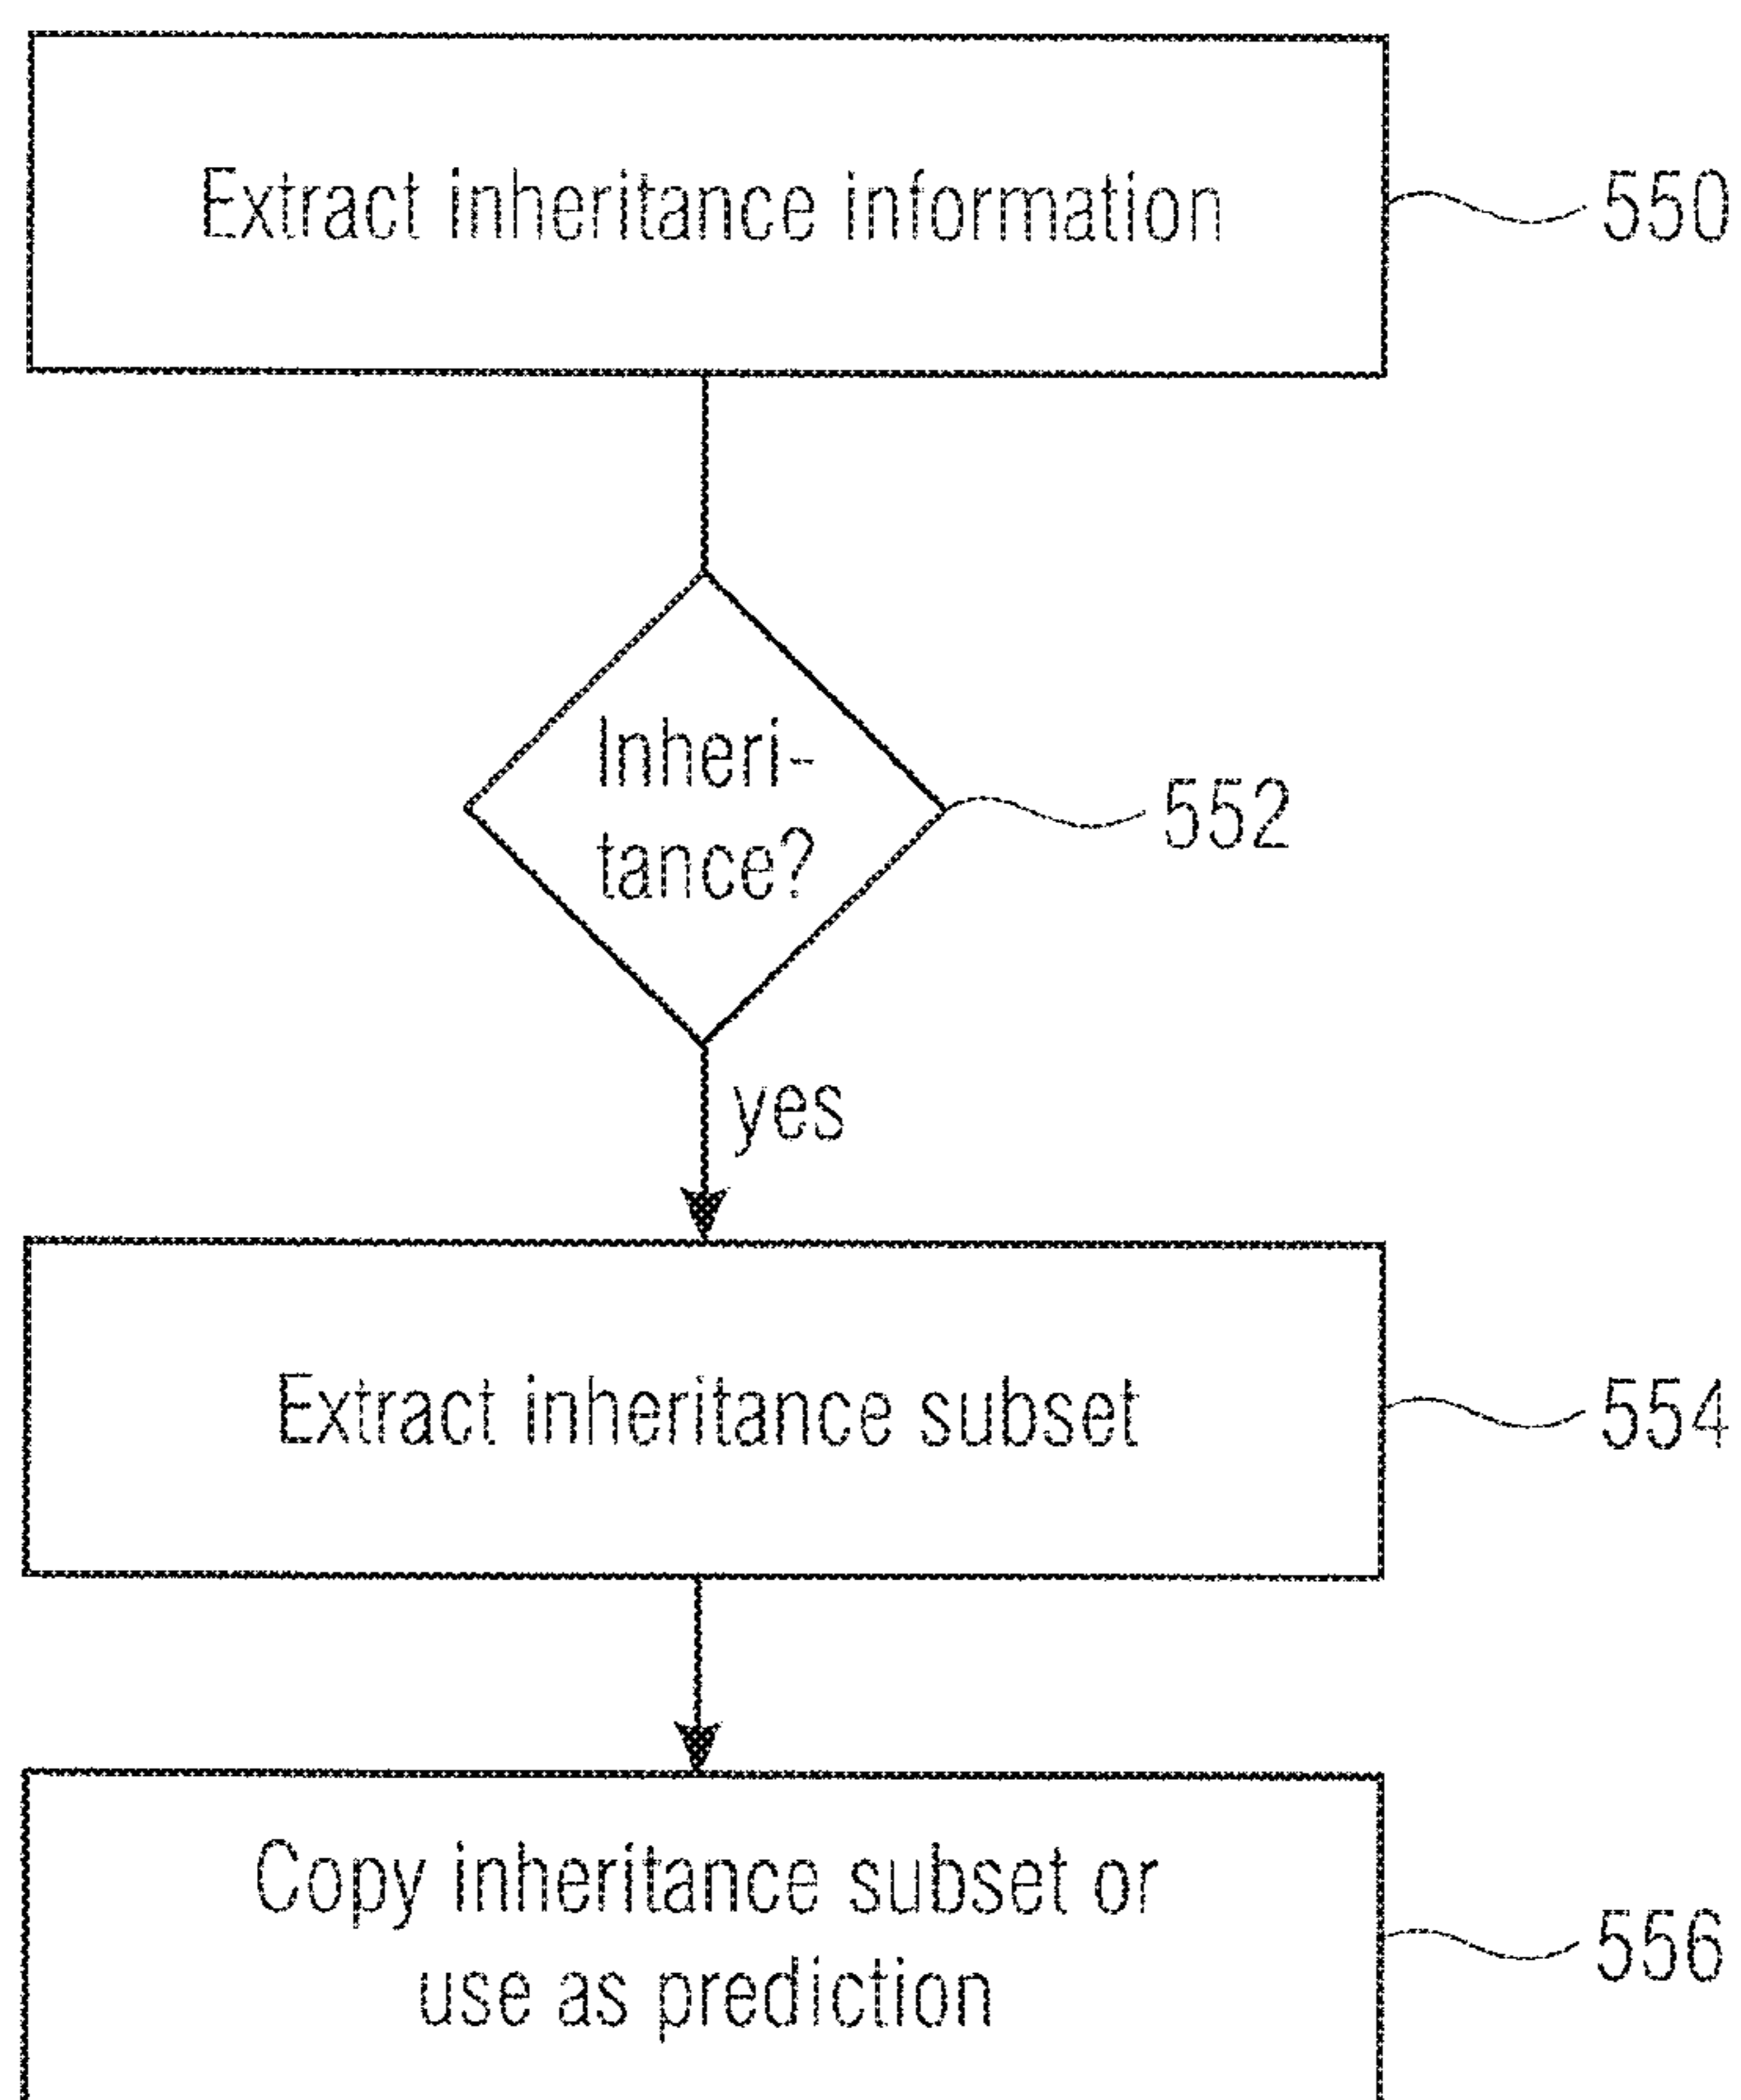 Extract inheritance information
550
Inheri-
tance?
552
yes
Extract inheritance subset
554
Copy inheritance subset or
use as prediction
556